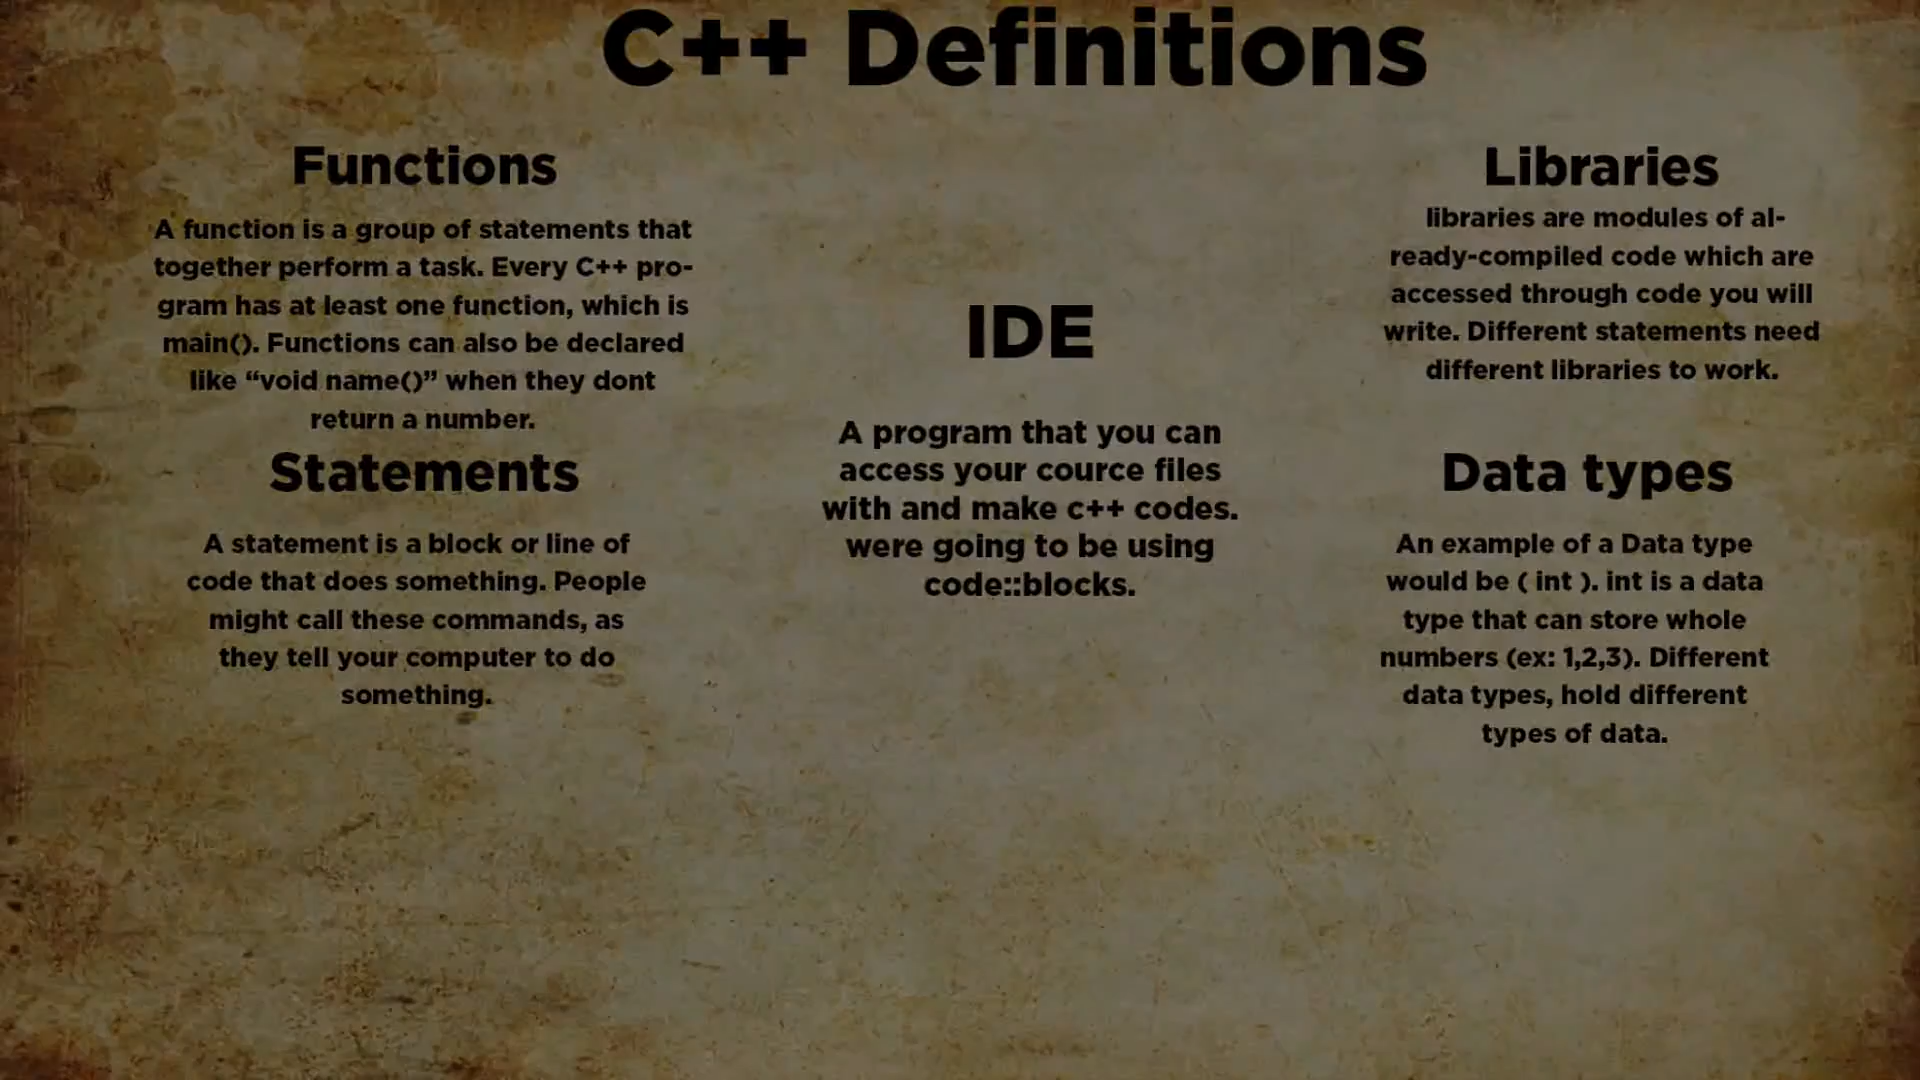 C++ Definitions
Functions
A function is a group of statements that
together perform a task. Every C++ pro-
gram has at least one function, which is
main(). Functions can also be declared
like “void name()” when they dont
return a number.
Statements
A statement is a block or line of
code that does something. People
might call these commands, as
they tell your computer to do
something.
IDE
A program that you can
access your cource files
with and make c++ codes.
were going to be using
code::blocks.
Libraries
libraries are modules of al-
ready-compiled code which are
accessed through code you will
write. Different statements need
different libraries to work.
Data types
An example of a Data type
would be ( int ). int is a data
type that can store whole
numbers (ex: 1,2,3). Different
data types, hold different
types of data.